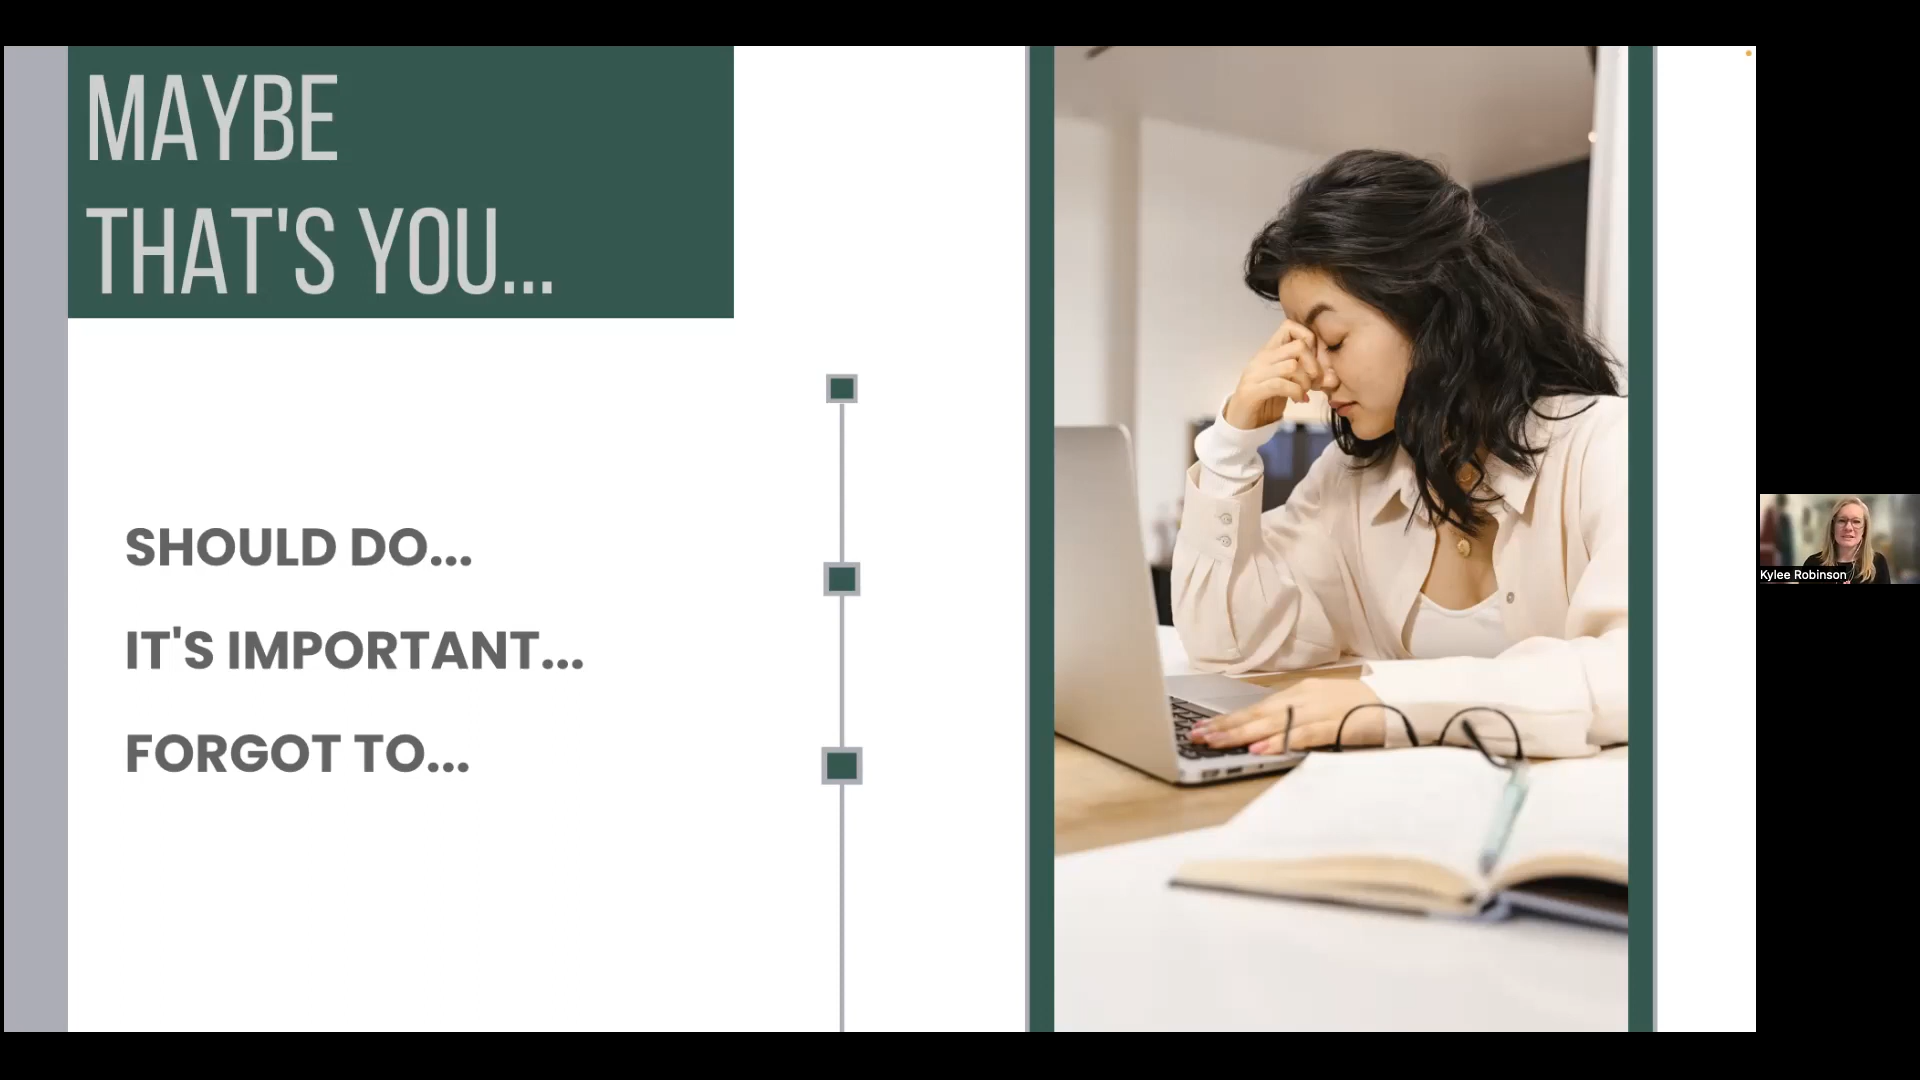 MAYBE
THAT'S YOU...
SHOULD DO...
IT'S IMPORTANT...
FORGOT TO...
Kylee Robinson